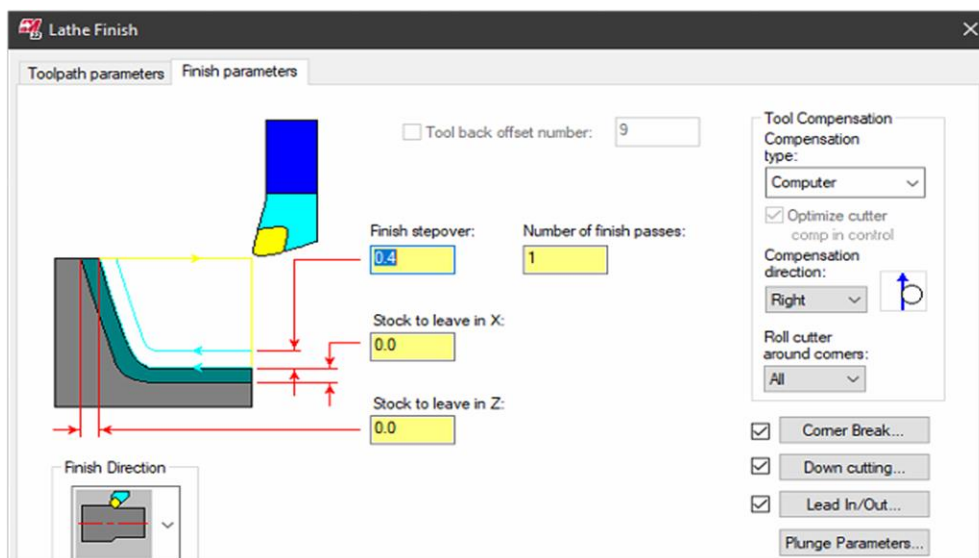 Lathe Finish
Toolpath parameters
Finish parameters
Tool back offset number:
9
Finish stepover:
0.4
Number of finish passes:
1
Stock to leave in X:
0.0
Stock to leave in Z:
0.0
Finish Direction
Tool Compensation
Compensation
type:
Computer
Optimize cutter
comp in control
Compensation
direction:
Right
Roll cutter
around corners:
All
Corner Break...
Down cutting...
Lead In/Out...
Plunge Parameters...